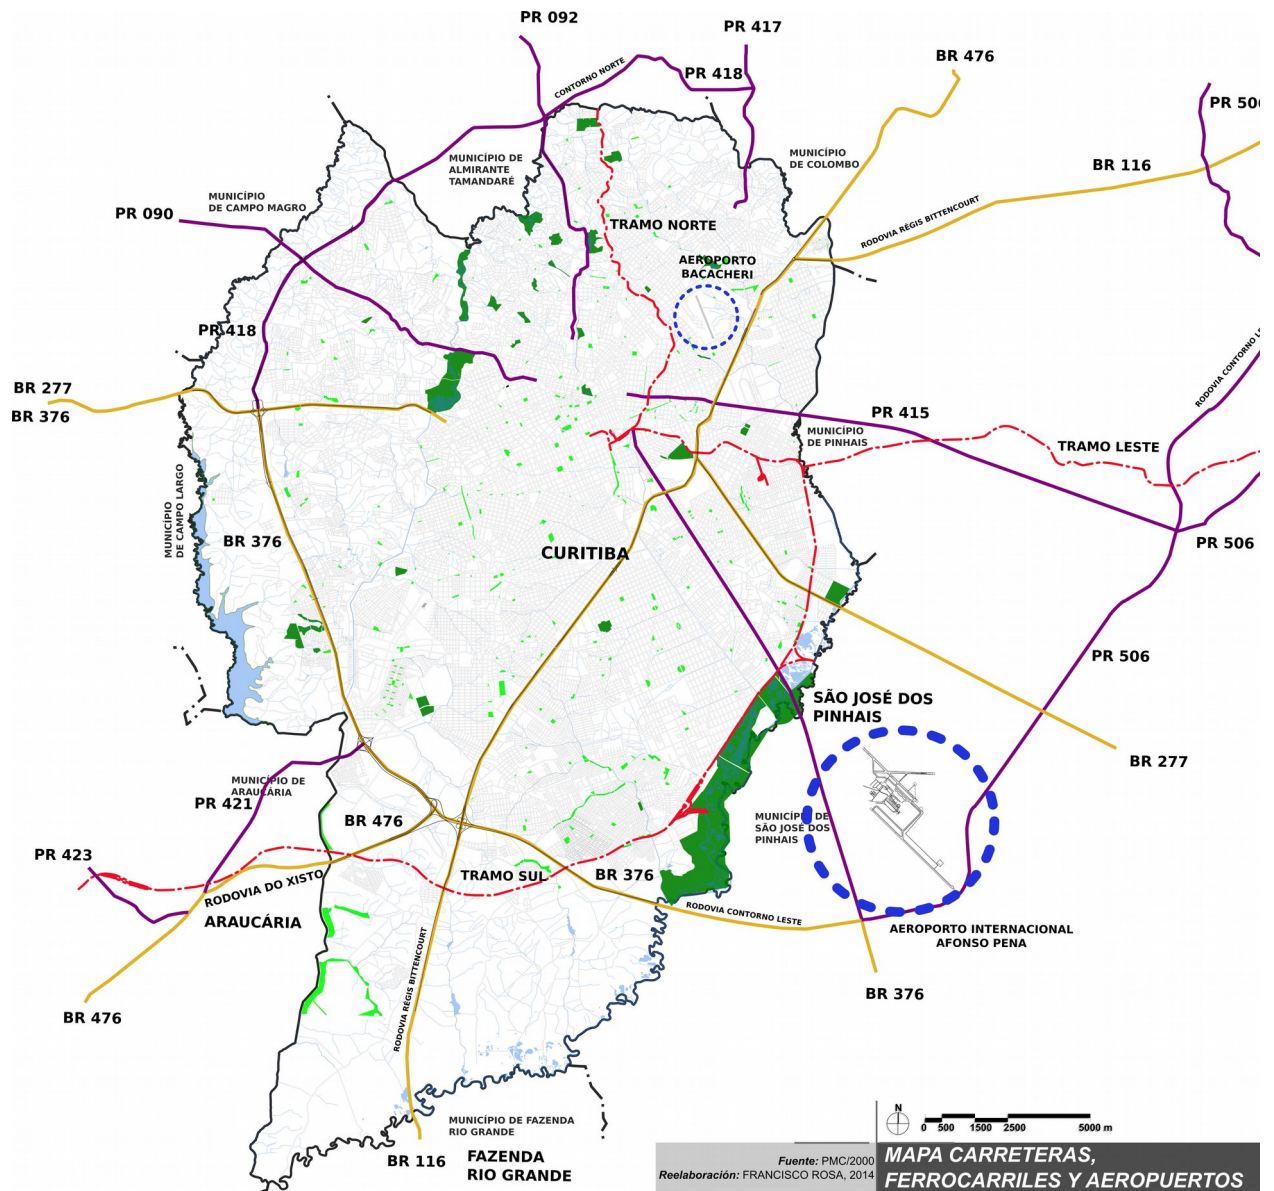 PR 092
PR 417
BR 476
PR 418
CONTORNO NORTE
PR 506
BR 116
MUNICÍPIO DE
ALMIRANTE
TAMANDARÉ
MUNICÍPIO
DE COLOMBO
MUNICÍPIO
DE CAMPO MAGRO
PR 090
RODOVIA RÉGIS BITTENCOURT
TRAMO NORTE
AEROPORTO
BACACHERI
PR 418
BR 277
BR 376
RODOVIA CONTORNO
PR 415
MUNICÍPIO
DE PINHAIS
TRAMO LESTE
MUNICÍPIO
DE CAMPO LARGO
BR 376
CURITIBA
PR 506
PR 506
SÃO JOSÉ DOS
PINHAIS
BR 277
MUNICÍPIO DE
ARAUCÁRIA
PR 421
BR 476
MUNICÍPIO DE
SÃO JOSÉ DOS
PINHAIS
PR 423
RODOVIA DO XISTO
TRAMO SUL
BR 376
ARAUCÁRIA
RODOVIA CONTORNO LESTE
AEROPORTO INTERNACIONAL
AFONSO PENA
RODOVIA RÉGIS BITTENCOURT
BR 376
BR 476
MUNICÍPIO DE FAZENDA
RIO GRANDE
BR 116
FAZENDA
RIO GRANDE
N
0 500 1500 2500 5000 m
Fuente: PMC/2000
Reelaboración: FRANCISCO ROSA, 2014
MAPA CARRETERAS,
FERROCARRILES Y AEROPUERTOS